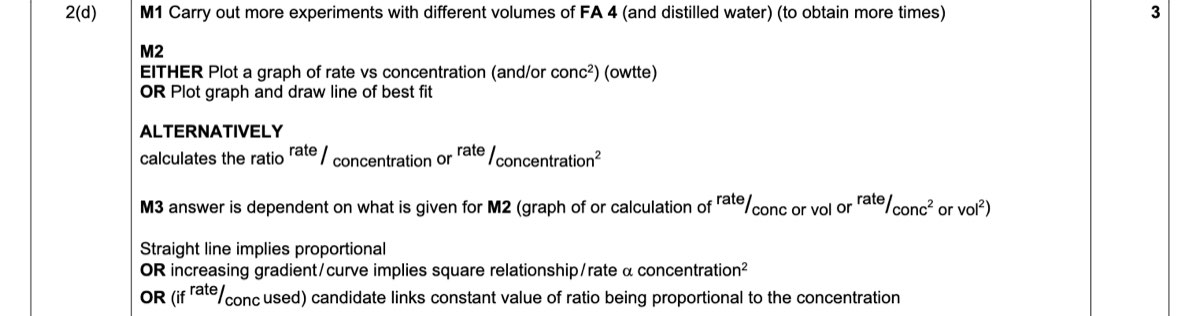 2(d) M1 Carry out more experiments with different volumes of FA 4 (and distilled water) (to obtain more times) 3
M2
EITHER Plot a graph of rate vs concentration (and/or conc²) (owtte)
OR Plot graph and draw line of best fit
ALTERNATIVELY
calculates the ratio rate/concentration or rate/concentration²
M3 answer is dependent on what is given for M2 (graph of or calculation of rate/conc or vol or rate/conc² or vol²)
Straight line implies proportional
OR increasing gradient/curve implies square relationship/rate α concentration²
OR (if rate/conc used) candidate links constant value of ratio being proportional to the concentration